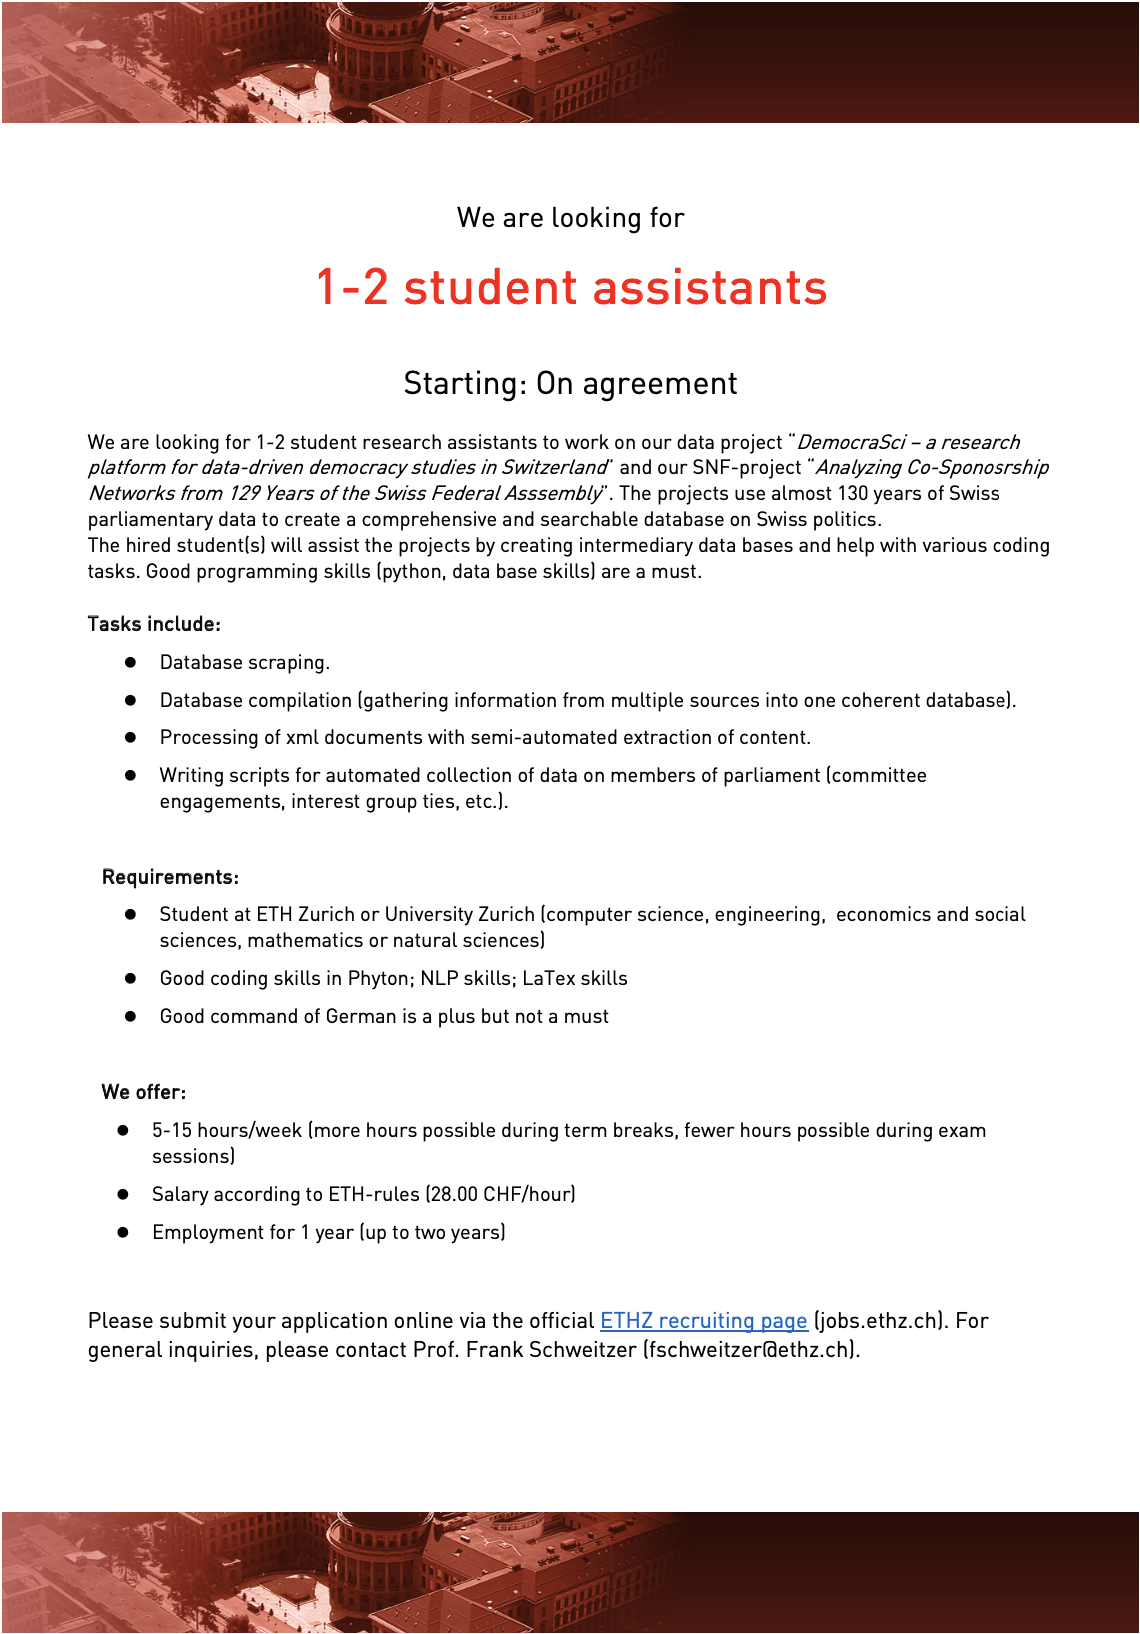 We are looking for
1-2 student assistants
Starting: On agreement
We are looking for 1-2 student research assistants to work on our data project “DemocraSci – a research
platform for data-driven democracy studies in Switzerland” and our SNF-project “Analyzing Co-Sponosrship
Networks from 129 Years of the Swiss Federal Asssembly”. The projects use almost 130 years of Swiss
parliamentary data to create a comprehensive and searchable database on Swiss politics.
The hired student(s) will assist the projects by creating intermediary data bases and help with various coding
tasks. Good programming skills (python, data base skills) are a must.
Tasks include:
● Database scraping.
● Database compilation (gathering information from multiple sources into one coherent database).
● Processing of xml documents with semi-automated extraction of content.
● Writing scripts for automated collection of data on members of parliament (committee
engagements, interest group ties, etc.).
Requirements:
● Student at ETH Zurich or University Zurich (computer science, engineering, economics and social
sciences, mathematics or natural sciences)
● Good coding skills in Phyton; NLP skills; LaTex skills
● Good command of German is a plus but not a must
We offer:
● 5-15 hours/week (more hours possible during term breaks, fewer hours possible during exam
sessions)
● Salary according to ETH-rules (28.00 CHF/hour)
● Employment for 1 year (up to two years)
Please submit your application online via the official ETHZ recruiting page (jobs.ethz.ch). For
general inquiries, please contact Prof. Frank Schweitzer (fschweitzer@ethz.ch).